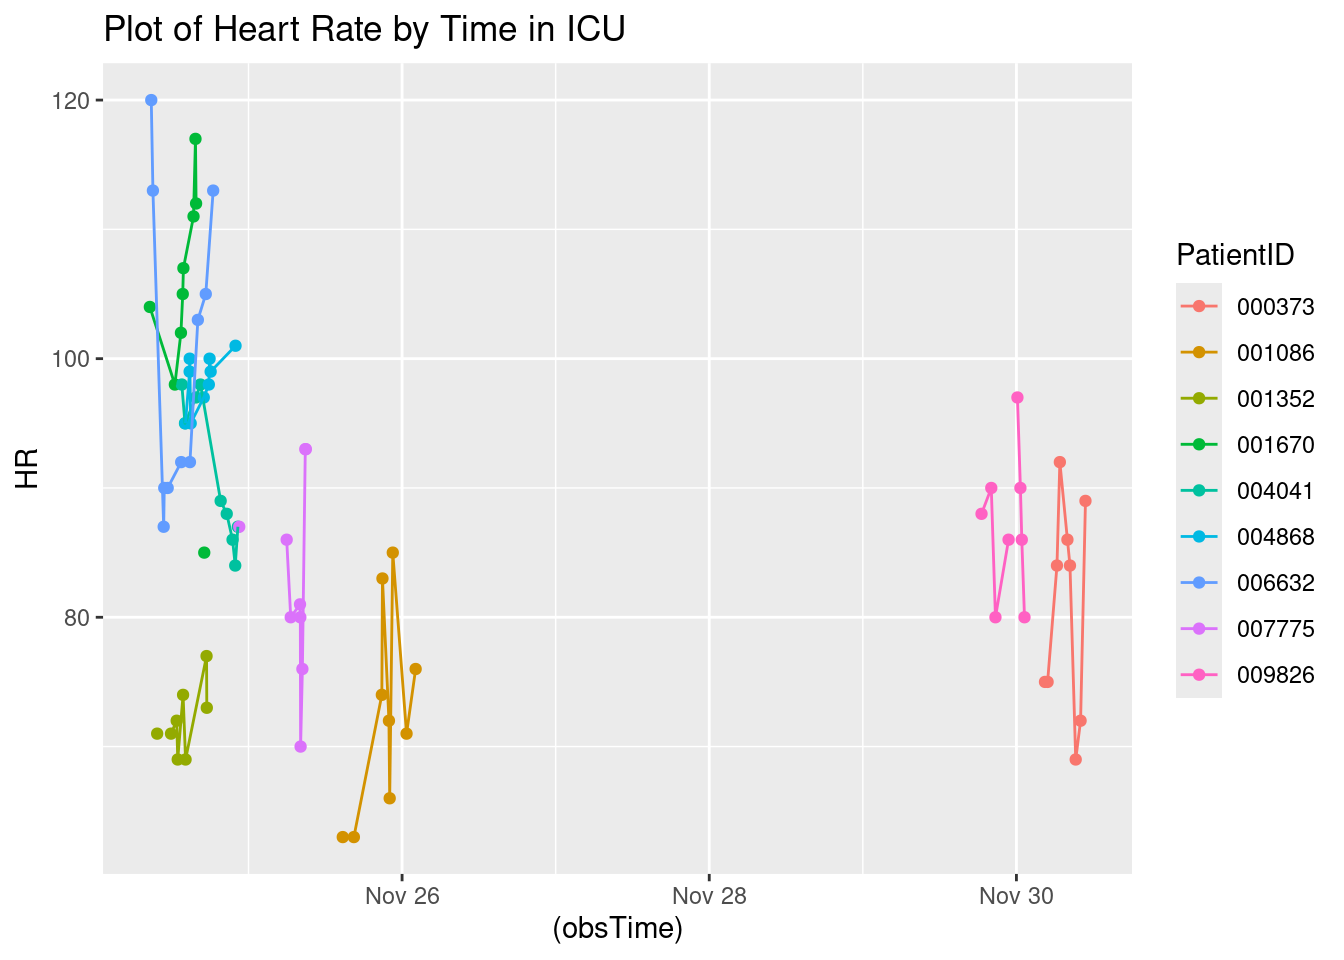 Plot of Heart Rate by Time in ICU
120
100
80
HR
Nov 26
Nov 28
Nov 30
(obsTime)
PatientID
000373
001086
001352
001670
004041
004868
006632
007775
009826